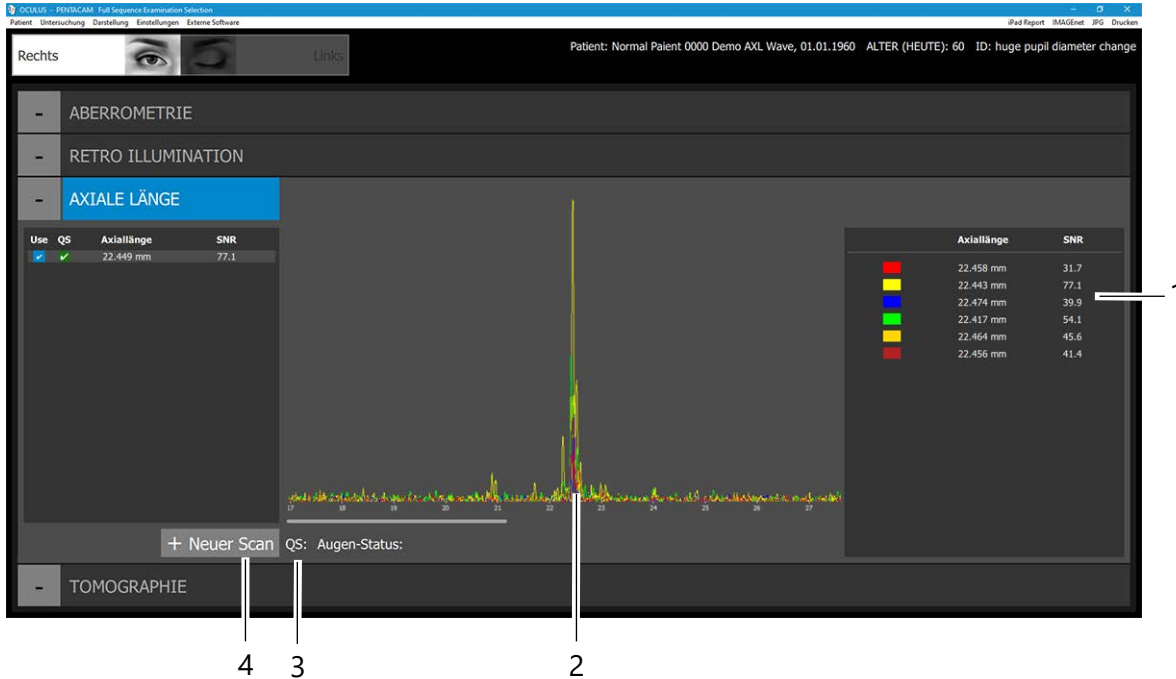 OCULUS - PENTACAM Full Sequence Examination Selection
Patient Untersuchung Darstellung Einstellungen Externe Software iPad Report IMAGEnet JPG Drucken
Rechts Links Patient: Normal Paient 0000 Demo AXL Wave, 01.01.1960 ALTER (HEUTE): 60 ID: huge pupil diameter change
- ABERROMETRIE
- RETRO ILLUMINATION
- AXIALE LÄNGE
Use QS Axiallänge SNR
22.449 mm 77.1
Axiallänge SNR
22.458 mm 31.7
22.443 mm 77.1
22.474 mm 39.9
22.417 mm 54.1
22.464 mm 45.6
22.456 mm 41.4
1
17 18 19 20 21 22 23 24 25 26 27
+ Neuer Scan QS: Augen-Status:
- TOMOGRAPHIE
4 3 2